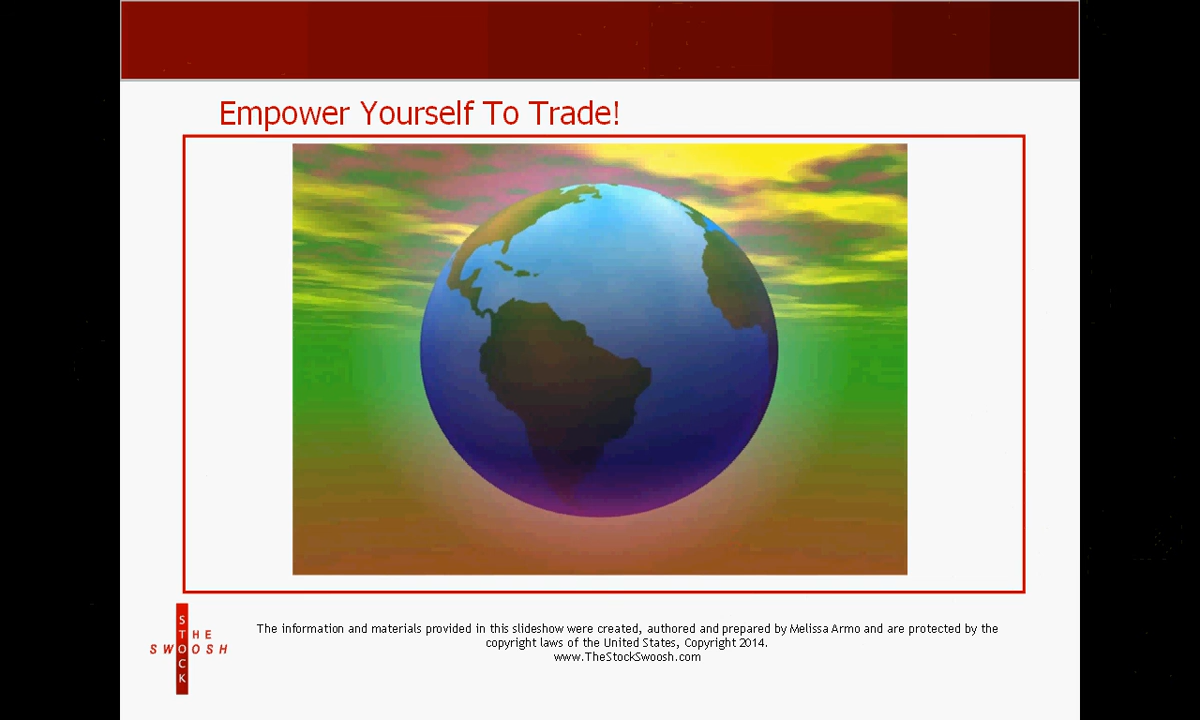 Empower Yourself To Trade!
THE
STOCK
SWOOSH
The information and materials provided in this slideshow were created, authored and prepared by Melissa Armo and are protected by the
copyright laws of the United States, Copyright 2014.
www.TheStockSwoosh.com